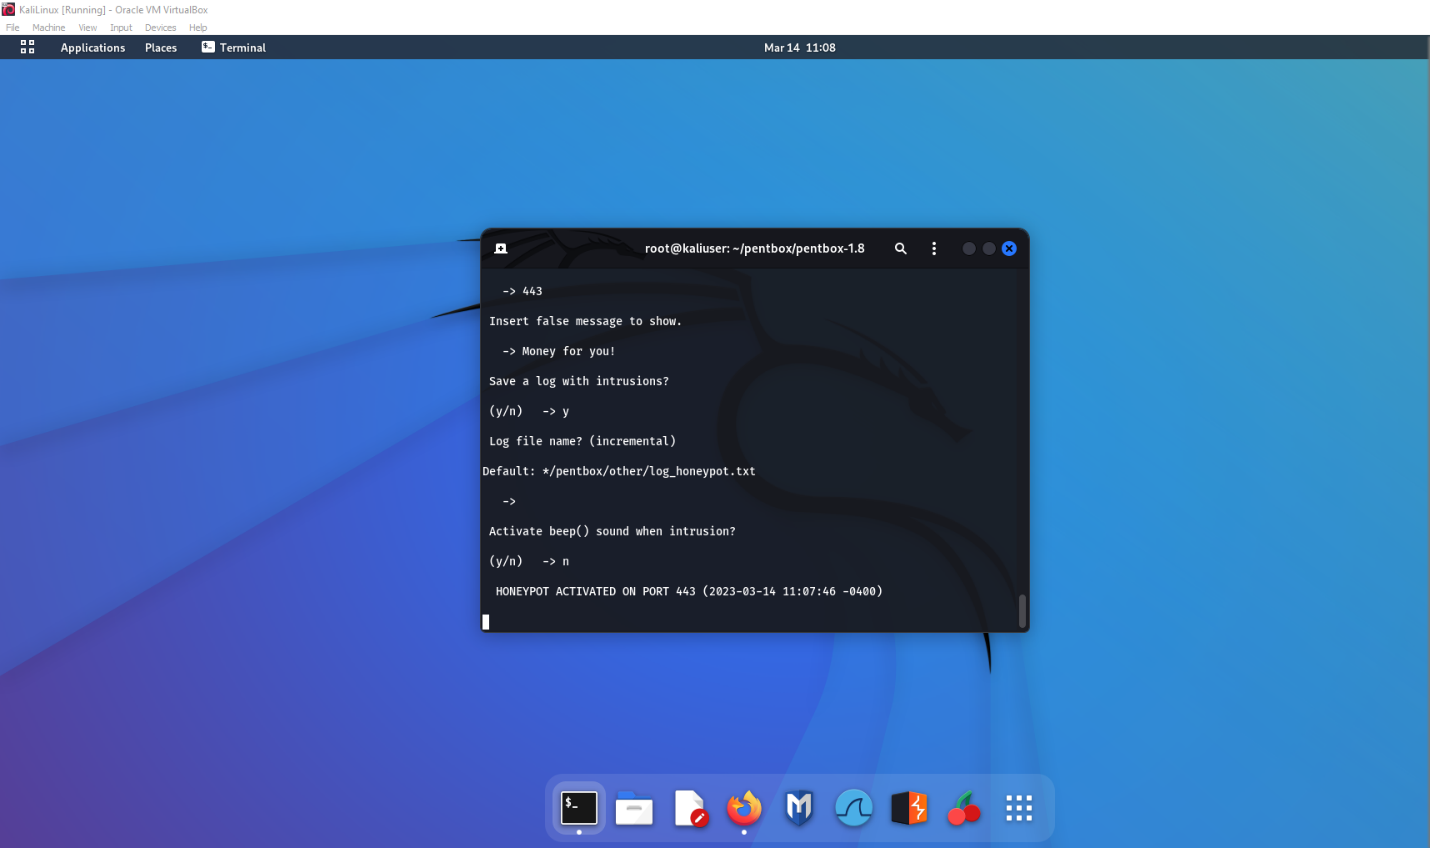 KaliLinux [Running] - Oracle VM VirtualBox
File Machine View Input Devices Help
Applications Places $_ Terminal Mar 14 11:08
root@kaliuser: ~/pentbox/pentbox-1.8
-> 443
Insert false message to show.
-> Money for you!
Save a log with intrusions?
(y/n) -> y
Log file name? (incremental)
Default: */pentbox/other/log_honeypot.txt
->
Activate beep() sound when intrusion?
(y/n) -> n
HONEYPOT ACTIVATED ON PORT 443 (2023-03-14 11:07:46 -0400)
$_